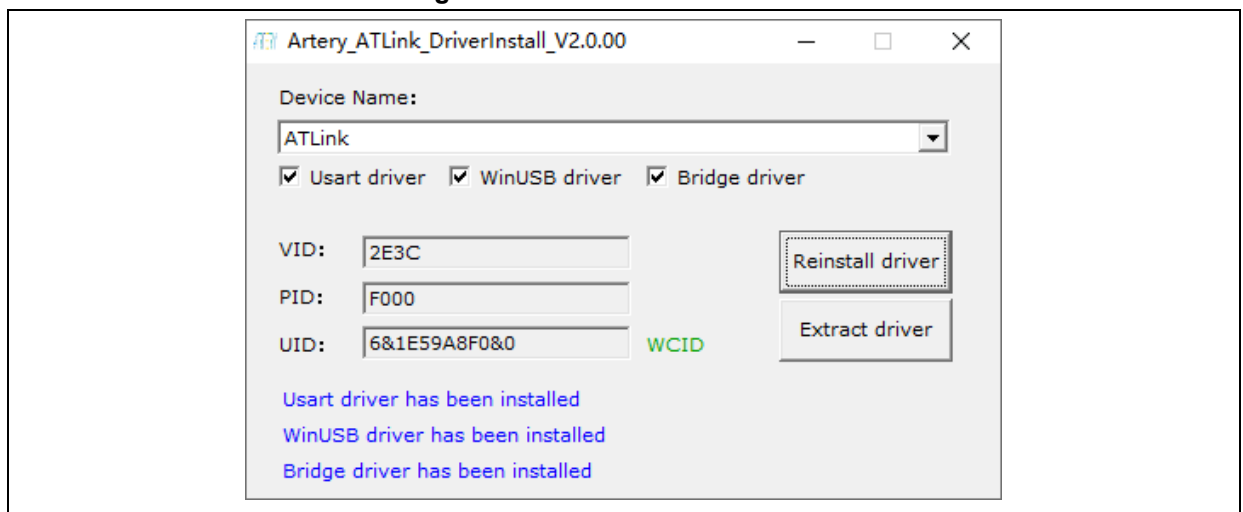 Artery_ATLink_DriverInstall_V2.0.00
Device Name:
ATLink
Usart driver WinUSB driver Bridge driver
VID: 2E3C
Reinstall driver
PID: F000
Extract driver
UID: 6&1E59A8F0&0 WCID
Usart driver has been installed
WinUSB driver has been installed
Bridge driver has been installed